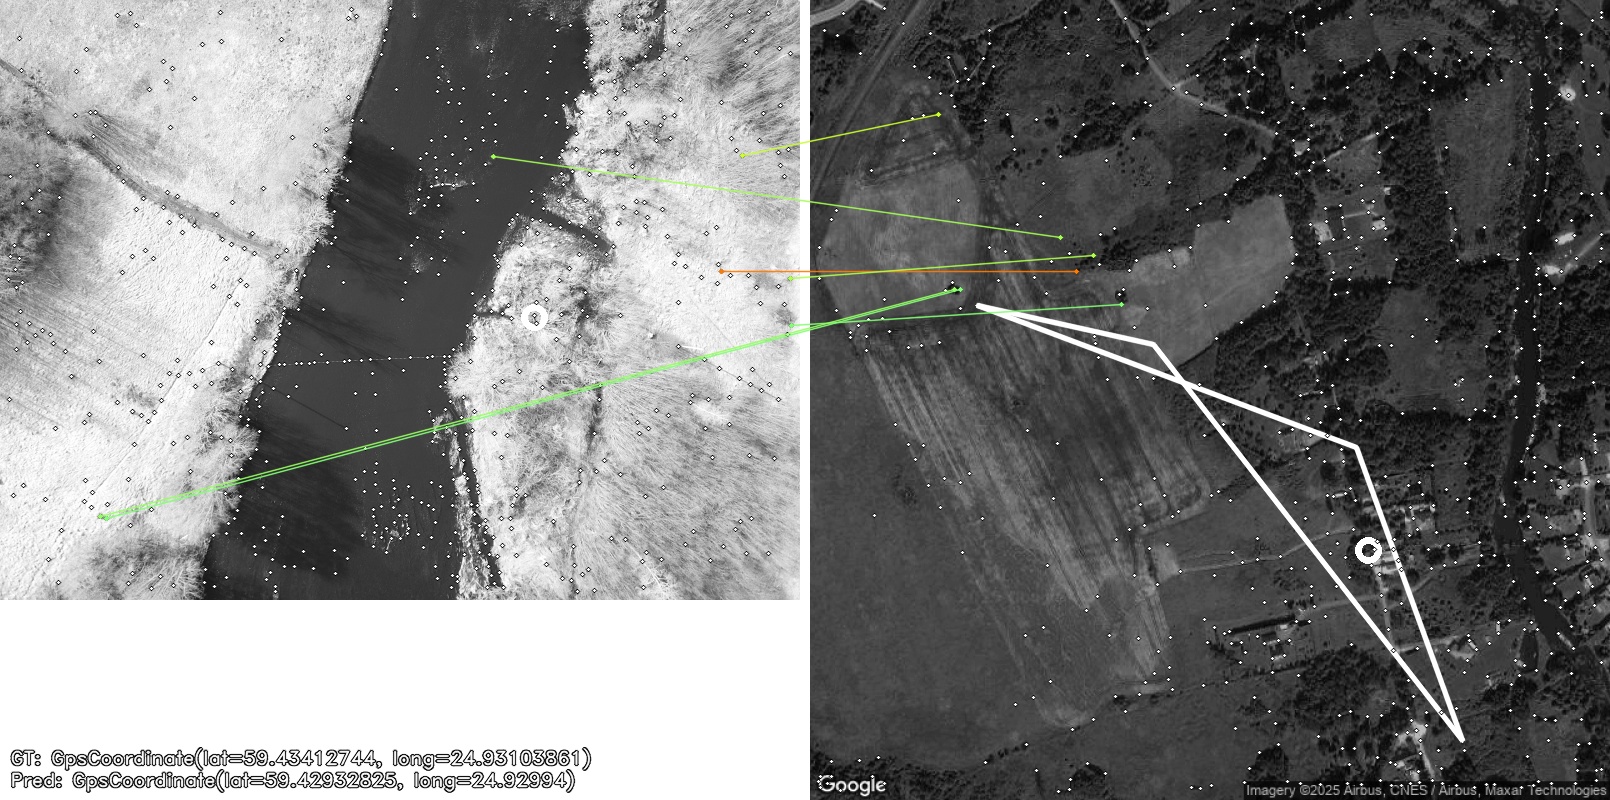 GT: GpsCoordinate(lat=59.43412744, long=24.93103861)
Pred: GpsCoordinate(lat=59.42932825, long=24.92994)
Google
Imagery ©2025 Airbus, CNES / Airbus, Maxar Technologies